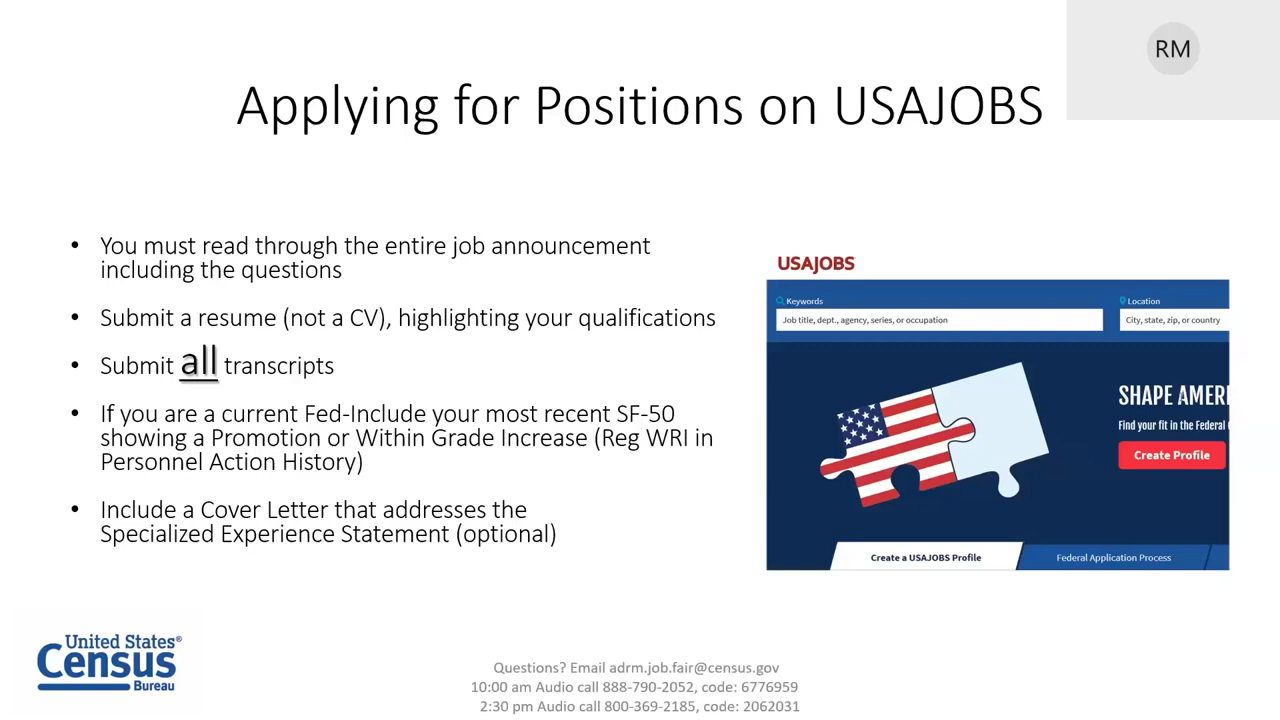 RM
Applying for Positions on USAJOBS
• You must read through the entire job announcement
including the questions
• Submit a resume (not a CV), highlighting your qualifications
• Submit all transcripts
• If you are a current Fed-Include your most recent SF-50
showing a Promotion or Within Grade Increase (Reg WRI in
Personnel Action History)
• Include a Cover Letter that addresses the
Specialized Experience Statement (optional)
USAJOBS
Keywords
Location
Job title, dept., agency, series, or occupation
City, state, zip, or country
SHAPE AMER
Find your fit in the Federal
Create Profile
Create a USAJOBS Profile
Federal Application Process
United States®
Census
Bureau
Questions? Email adrm.job.fair@census.gov
10:00 am Audio call 888-790-2052, code: 6776959
2:30 pm Audio call 800-369-2185, code: 2062031